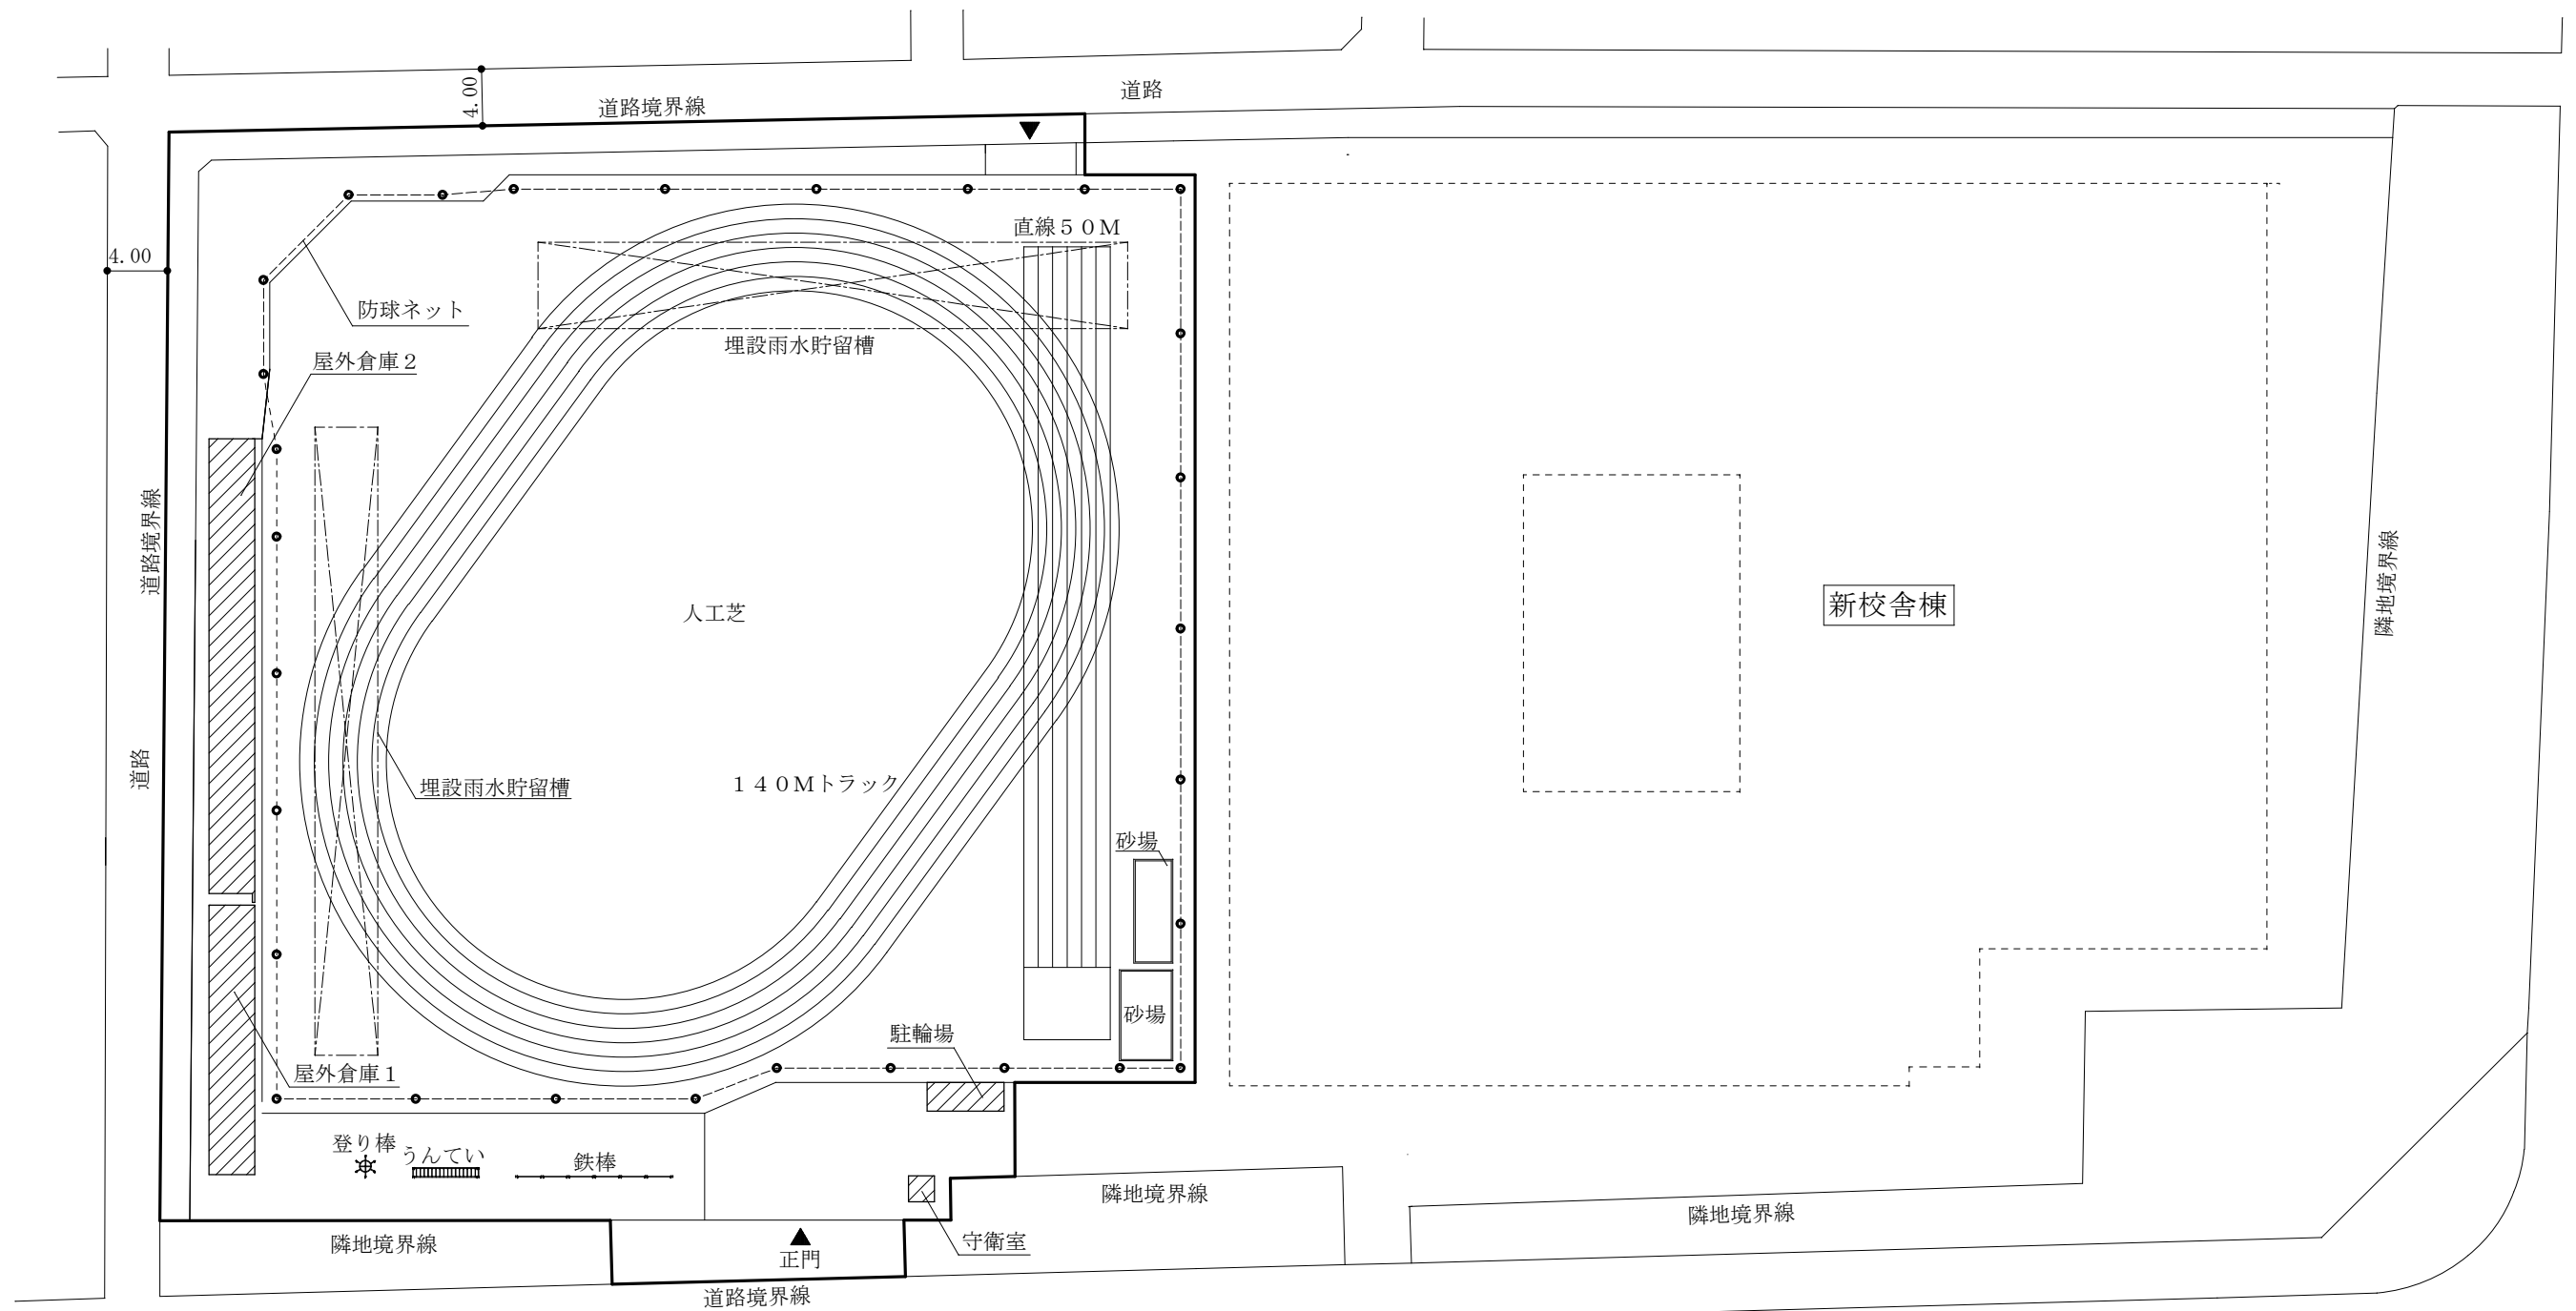 道路
4.00
道路境界線
直線５０Ｍ
4.00
防球ネット
埋設雨水貯留槽
屋外倉庫２
道路境界線
隣地境界線
新校舎棟
人工芝
道路
埋設雨水貯留槽
１４０Ｍトラック
砂場
砂場
駐輪場
屋外倉庫１
登り棒
うんてい
鉄棒
隣地境界線
隣地境界線
守衛室
隣地境界線
正門
道路境界線